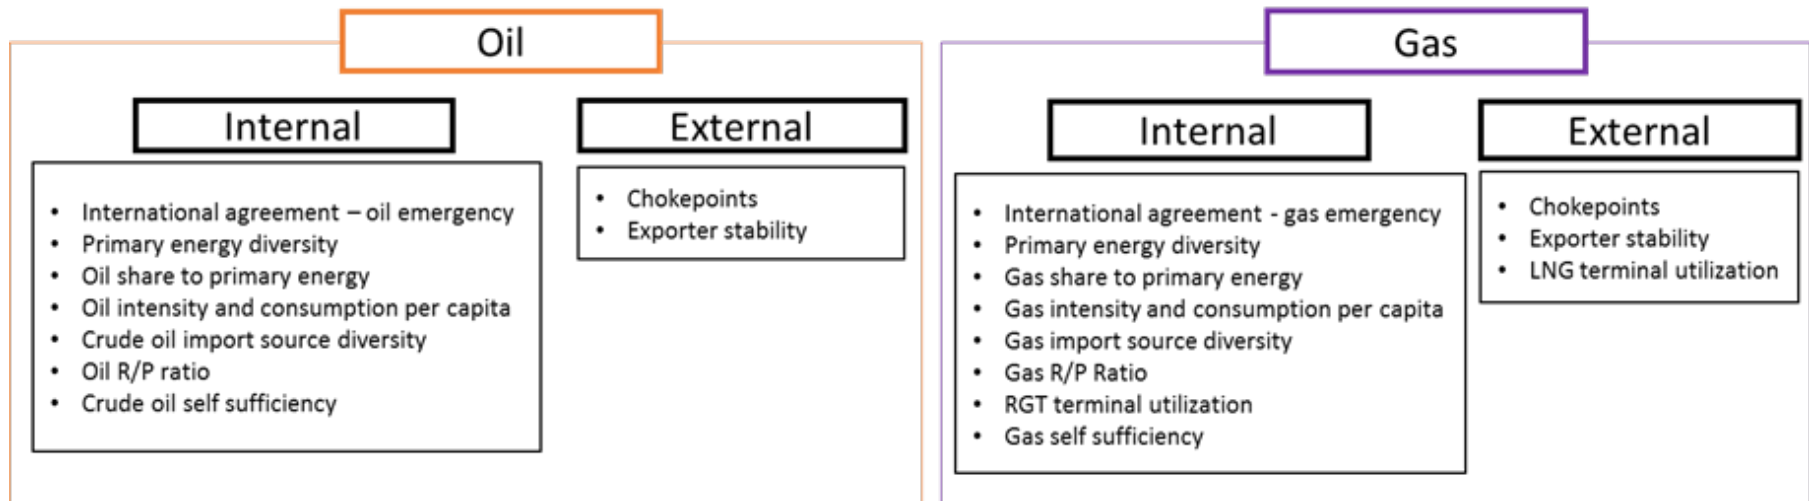 Oil
Internal
• International agreement – oil emergency
• Primary energy diversity
• Oil share to primary energy
• Oil intensity and consumption per capita
• Crude oil import source diversity
• Oil R/P ratio
• Crude oil self sufficiency
External
• Chokepoints
• Exporter stability
Gas
Internal
• International agreement - gas emergency
• Primary energy diversity
• Gas share to primary energy
• Gas intensity and consumption per capita
• Gas import source diversity
• Gas R/P Ratio
• RGT terminal utilization
• Gas self sufficiency
External
• Chokepoints
• Exporter stability
• LNG terminal utilization